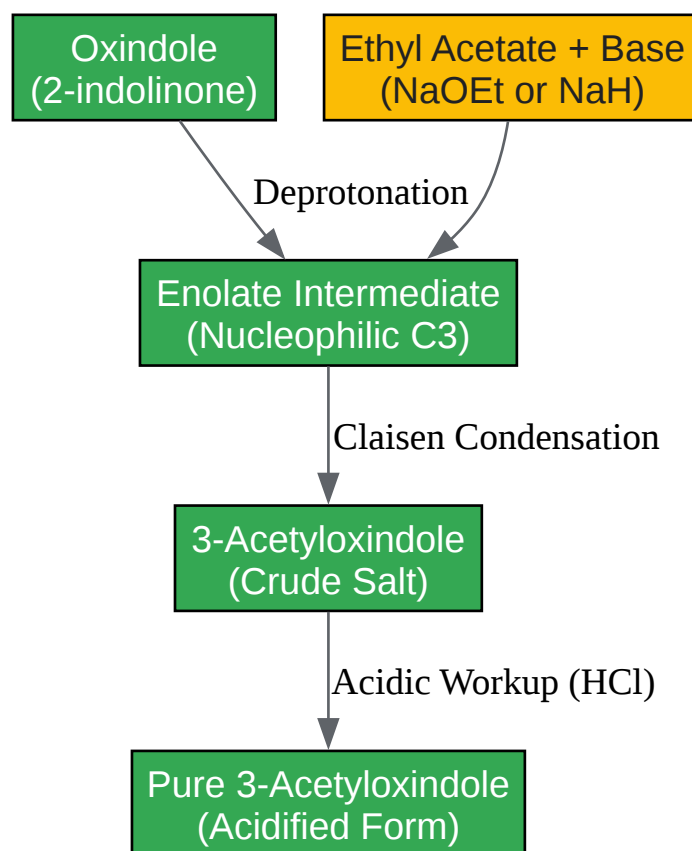 Oxindole
(2-indolinone)
Ethyl Acetate + Base
(NaOEt or NaH)
Deprotonation
Enolate Intermediate
(Nucleophilic C3)
Claisen Condensation
3-Acetyloxindole
(Crude Salt)
Acidic Workup (HCl)
Pure 3-Acetyloxindole
(Acidified Form)